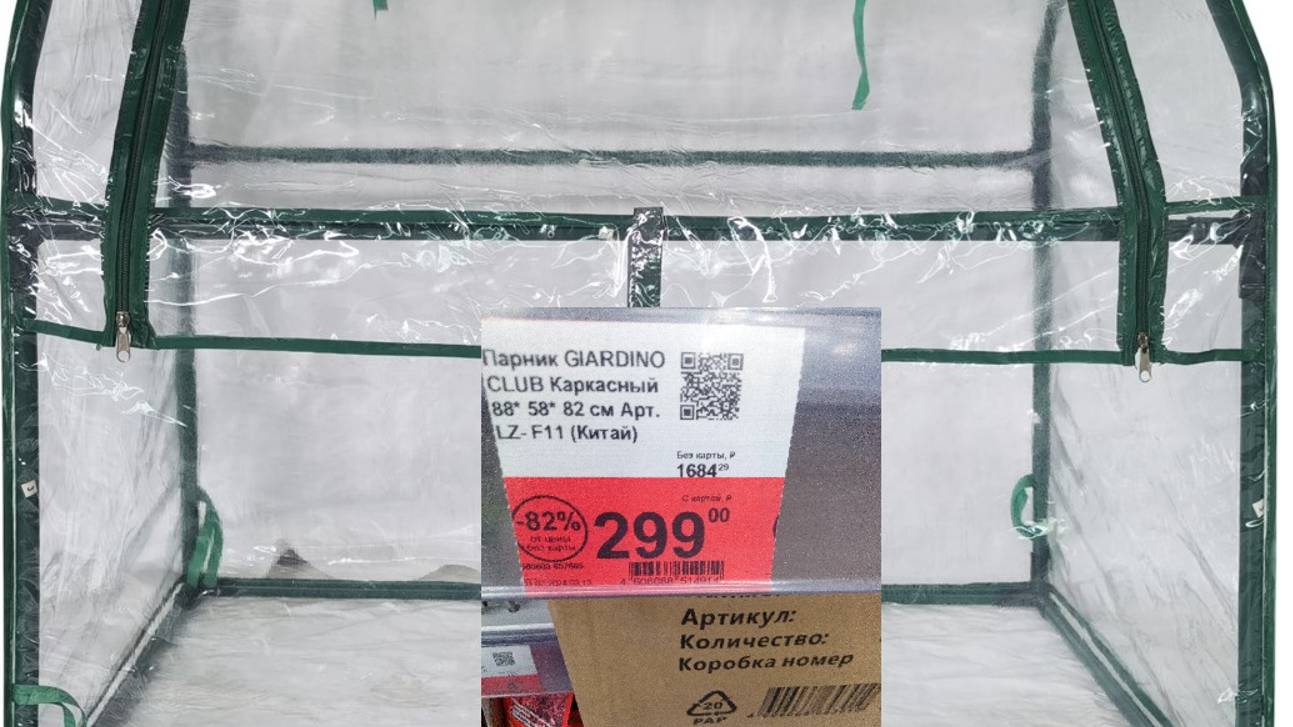 Парник GIARDINO
CLUB Каркасный
88* 58* 82 см Арт.
LZ- F11 (Китай)
Без карты, ₽
1684 29
С картой, ₽
-82%
от цены
без карты
299 00
Артикул:
Количество:
Коробка номер
20
PAP